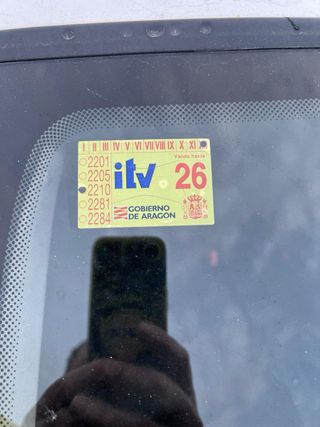 I II III IV V VI VII VIII IX X XI
Válido hasta
2201
2205
2210
2281
2284
itv
26
GOBIERNO
DE ARAGON